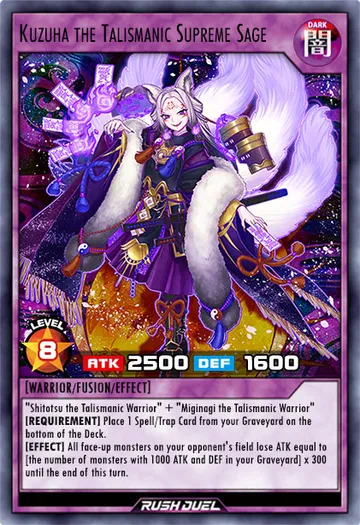 Kuzuha the Talismanic Supreme Sage
DARK
闇
LEVEL
8
ATK 2500 DEF 1600
[WARRIOR/FUSION/EFFECT]
"Shitotsu the Talismanic Warrior" + "Miginagi the Talismanic Warrior"
[REQUIREMENT] Place 1 Spell/Trap Card from your Graveyard on
the bottom of the Deck.
[EFFECT] All face-up monsters on your opponent's field lose ATK equal to
[the number of monsters with 1000 ATK and DEF in your Graveyard] x 300
until the end of this turn.
RUSH DUEL